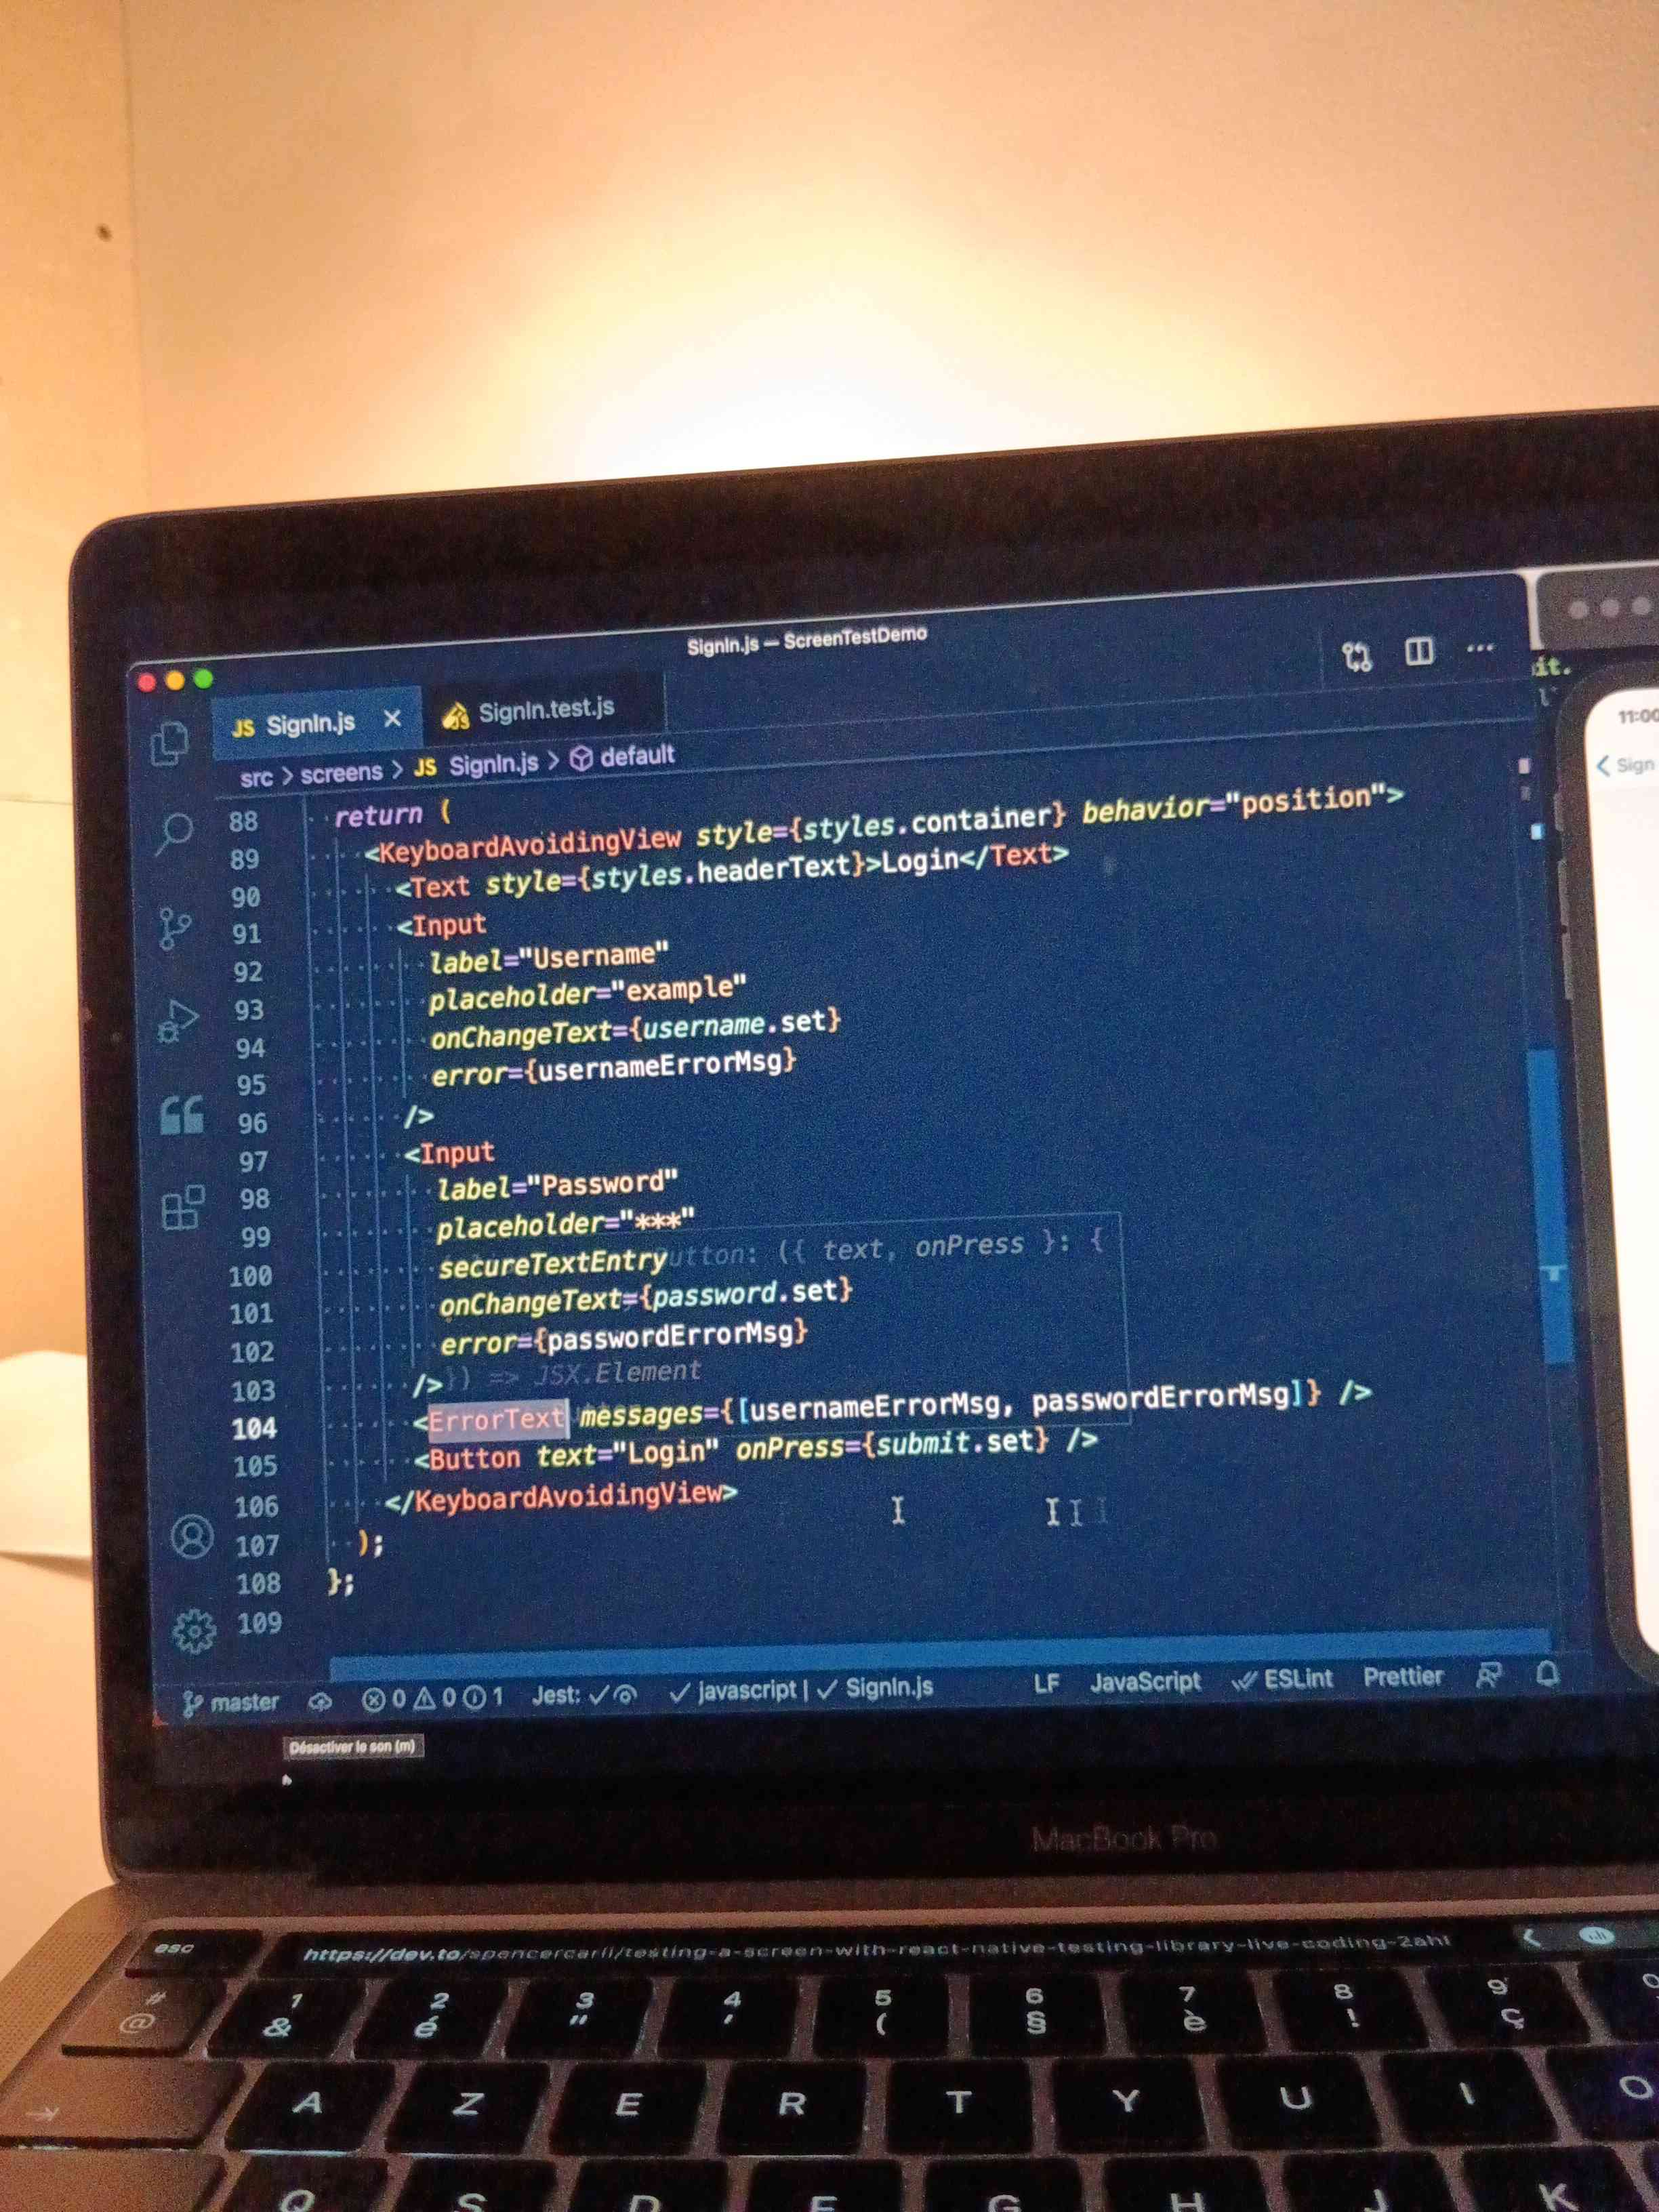 SignIn.js — ScreenTestDemo
it.
JS SignIn.js ×
JS SignIn.test.js
src > screens > JS SignIn.js > default
11:00
Sign
88 return (
89 <KeyboardAvoidingView style={styles.container} behavior="position">
90 <Text style={styles.headerText}>Login</Text>
91 <Input
92 label="Username"
93 placeholder="example"
94 onChangeText={username.set}
95 error={usernameErrorMsg}
96 />
97 <Input
98 label="Password"
99 placeholder="***"
100 secureTextEntry utton: ({ text, onPress }: {
101 onChangeText={password.set}
102 error={passwordErrorMsg}
103 />}) => JSX.Element
104 <ErrorText messages={[usernameErrorMsg, passwordErrorMsg]} />
105 <Button text="Login" onPress={submit.set} />
106 </KeyboardAvoidingView>
107 );
108 };
109
master 0 0 1 Jest: ✓ ✓ javascript | ✓ SignIn.js LF JavaScript ESLint Prettier
Désactiver le son (m)
MacBook Pro
esc https://dev.to/spencercarli/testing-a-screen-with-react-native-testing-library-live-coding-2ahl
# 1 2 3 4 5 6 7 8 9
@ & é " ' ( § è ! ç
A Z E R T Y U I O
Q S D F G H J K